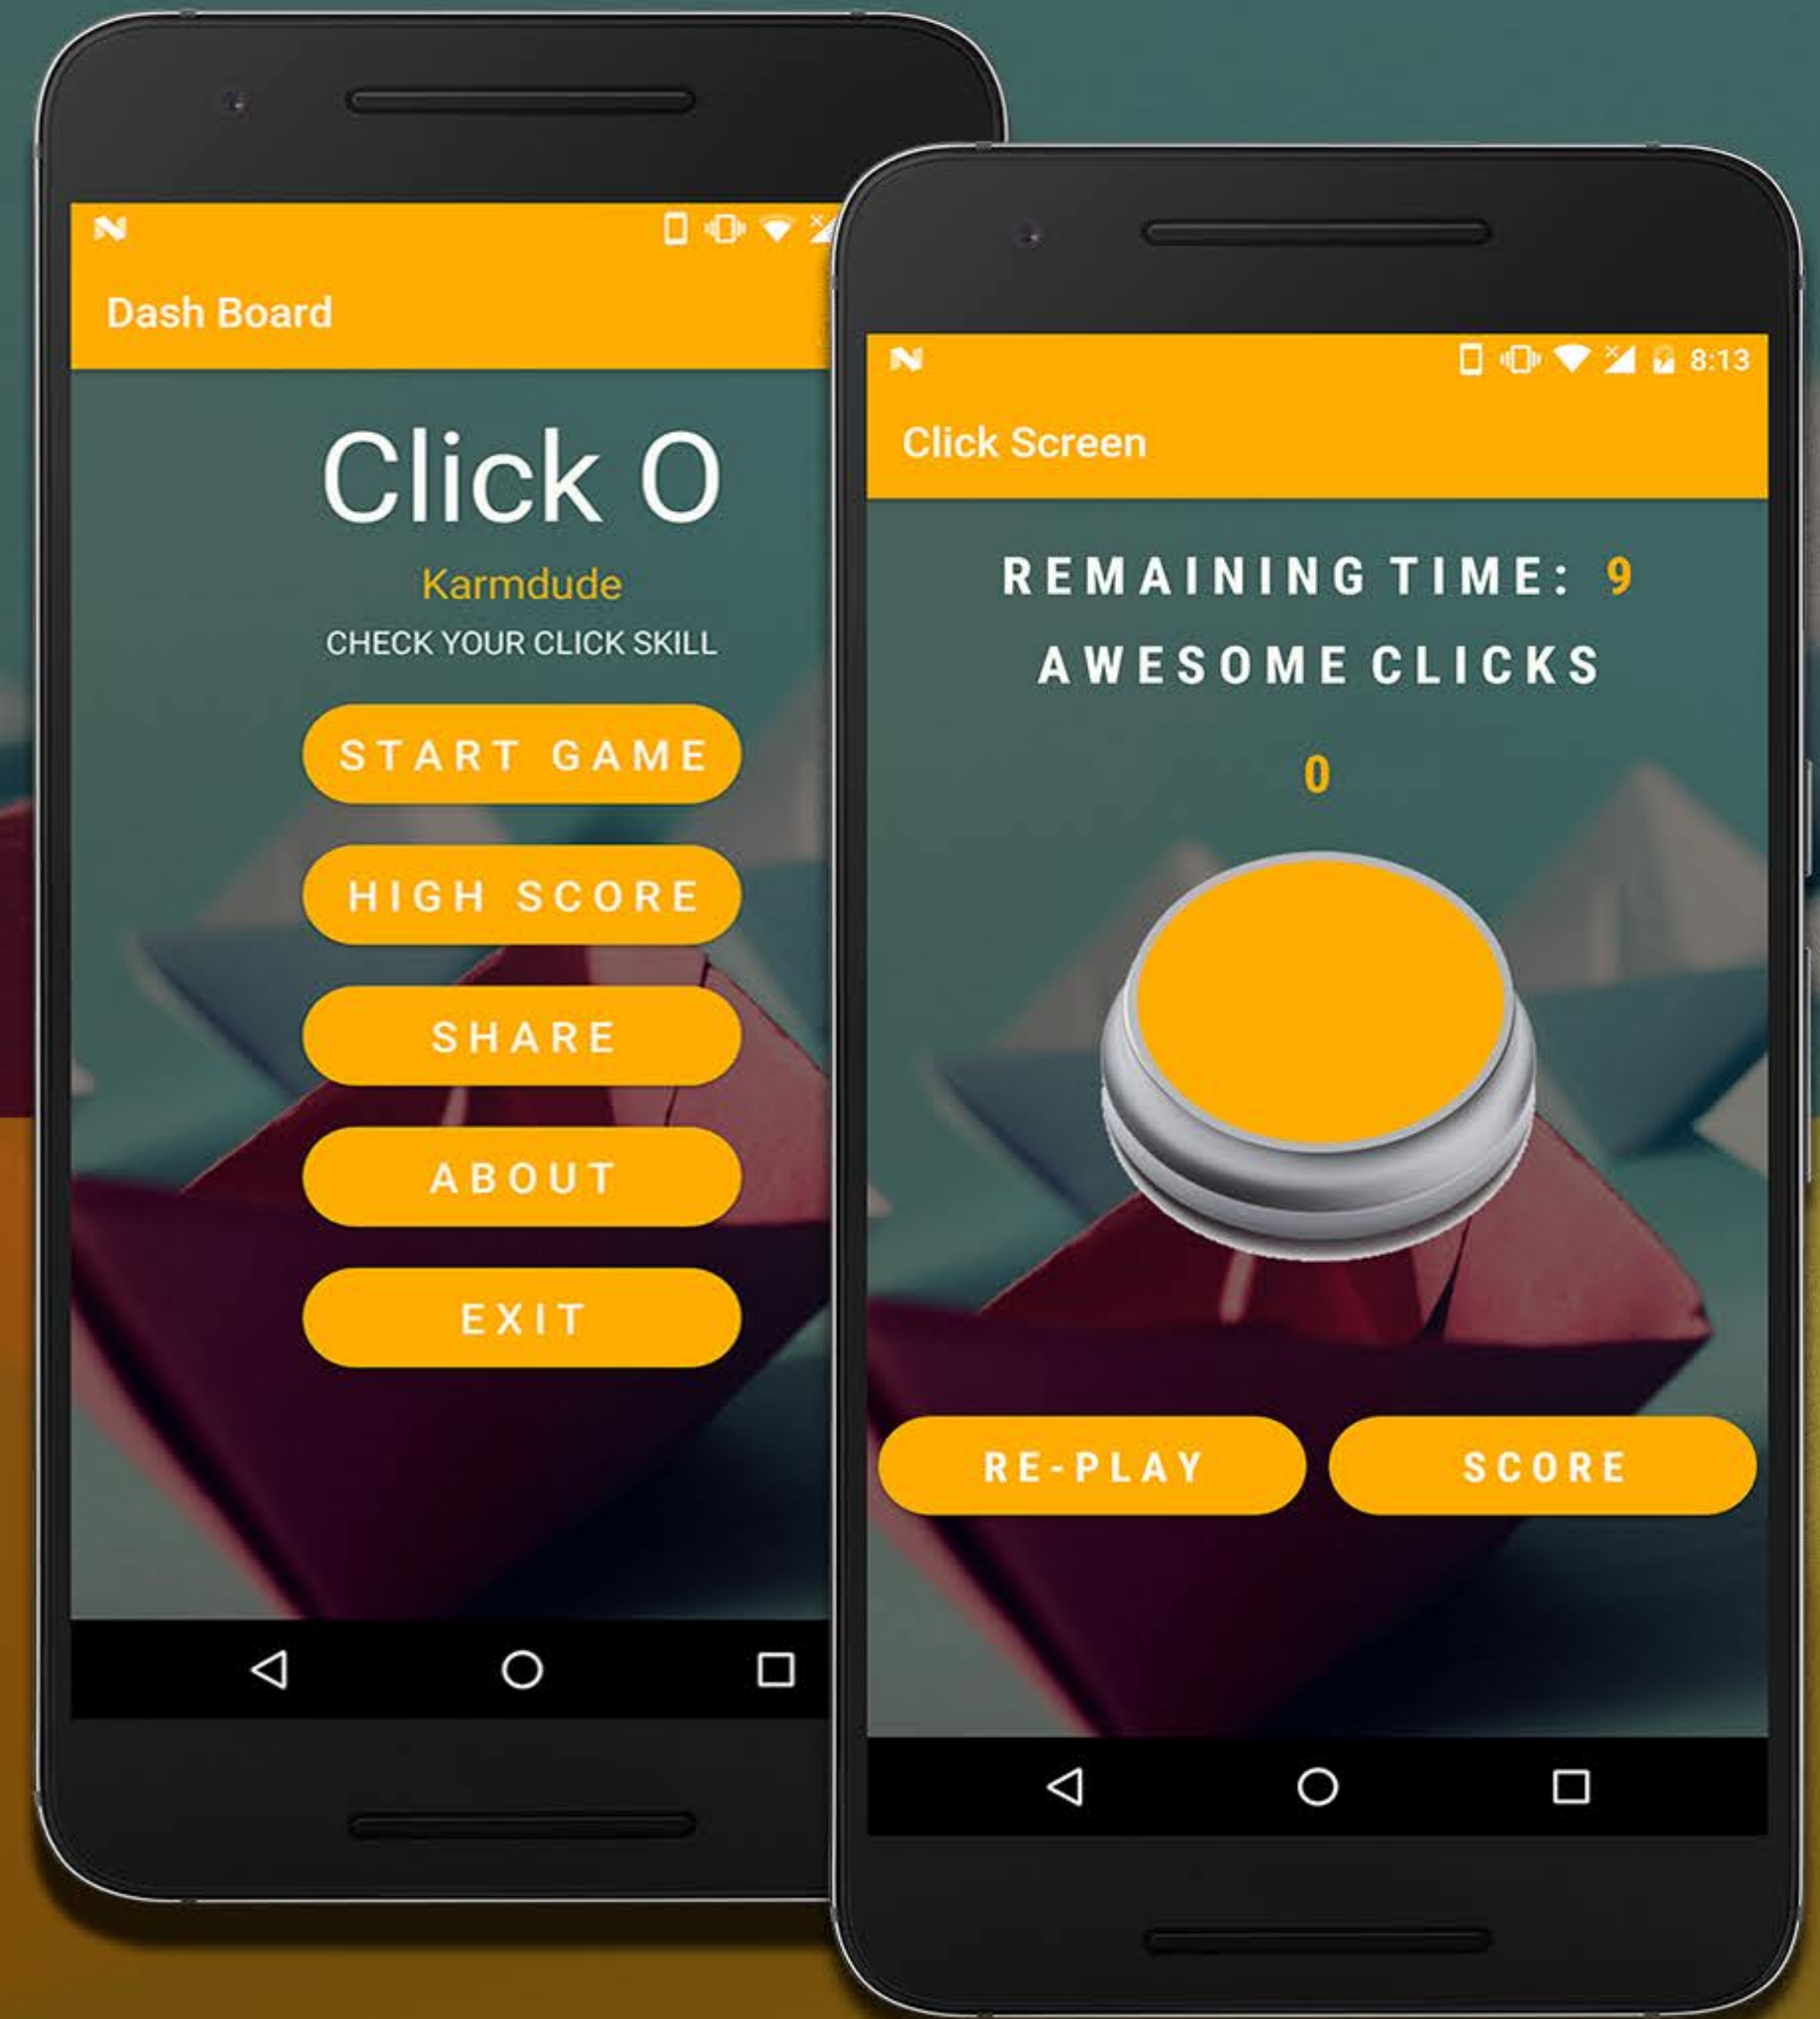 Dash Board
Click O
Karmdude
CHECK YOUR CLICK SKILL
START GAME
HIGH SCORE
SHARE
ABOUT
EXIT
8:13
Click Screen
REMAINING TIME: 9
AWESOME CLICKS
0
RE-PLAY
SCORE